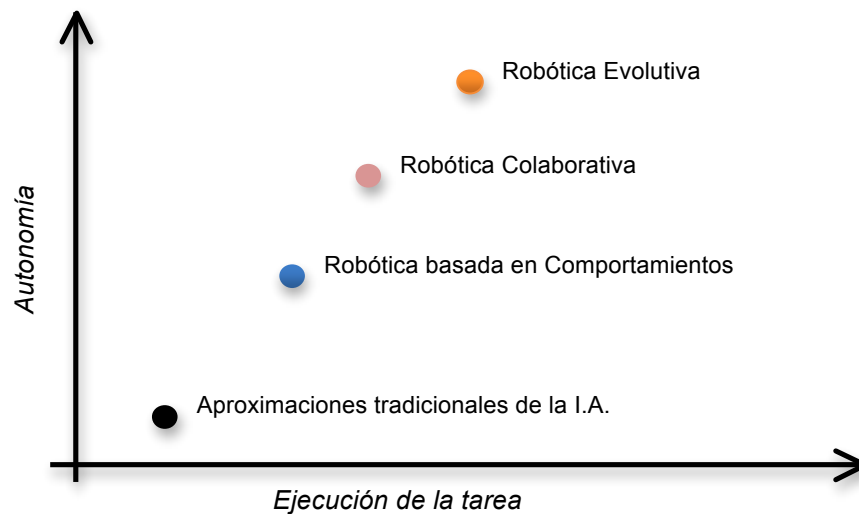 Robótica Evolutiva
Robótica Colaborativa
Autonomía
Robótica basada en Comportamientos
Aproximaciones tradicionales de la I.A.
Ejecución de la tarea